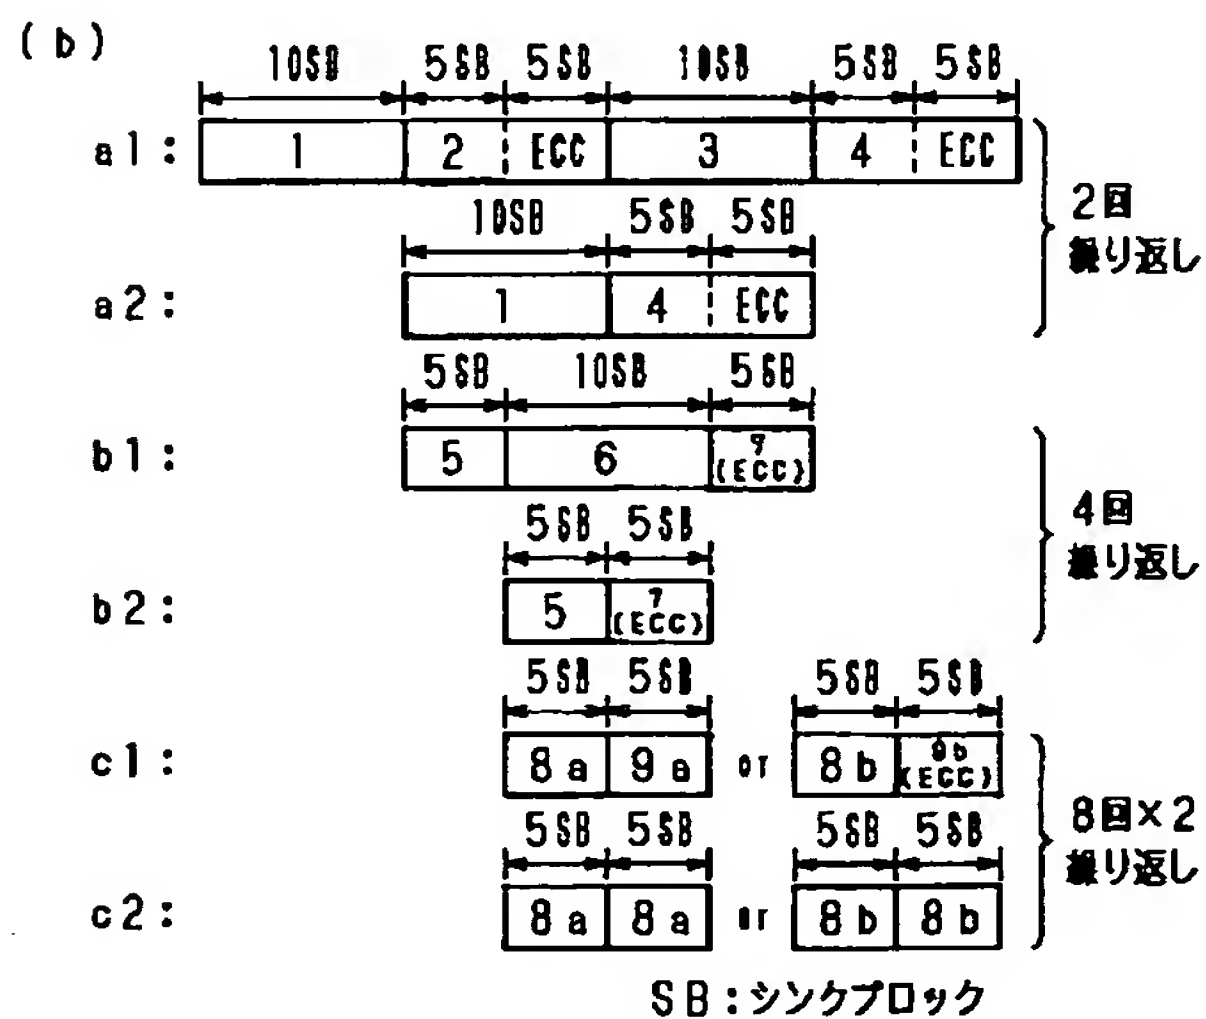 (b)
10SB 5SB 5SB 10SB 5SB 5SB
a1: 1 2 ECC 3 4 ECC
10SB 5SB 5SB
2回
繰り返し
a2: 1 4 ECC
5SB 10SB 5SB
b1: 5 6 7
(ECC)
5SB 5SB
4回
繰り返し
b2: 5 7
(ECC)
5SB 5SB 5SB 5SB
c1: 8a 9a or 8b 9b
(ECC)
5SB 5SB 5SB 5SB
8回×2
繰り返し
c2: 8a 8a or 8b 8b
SB:シンクブロック